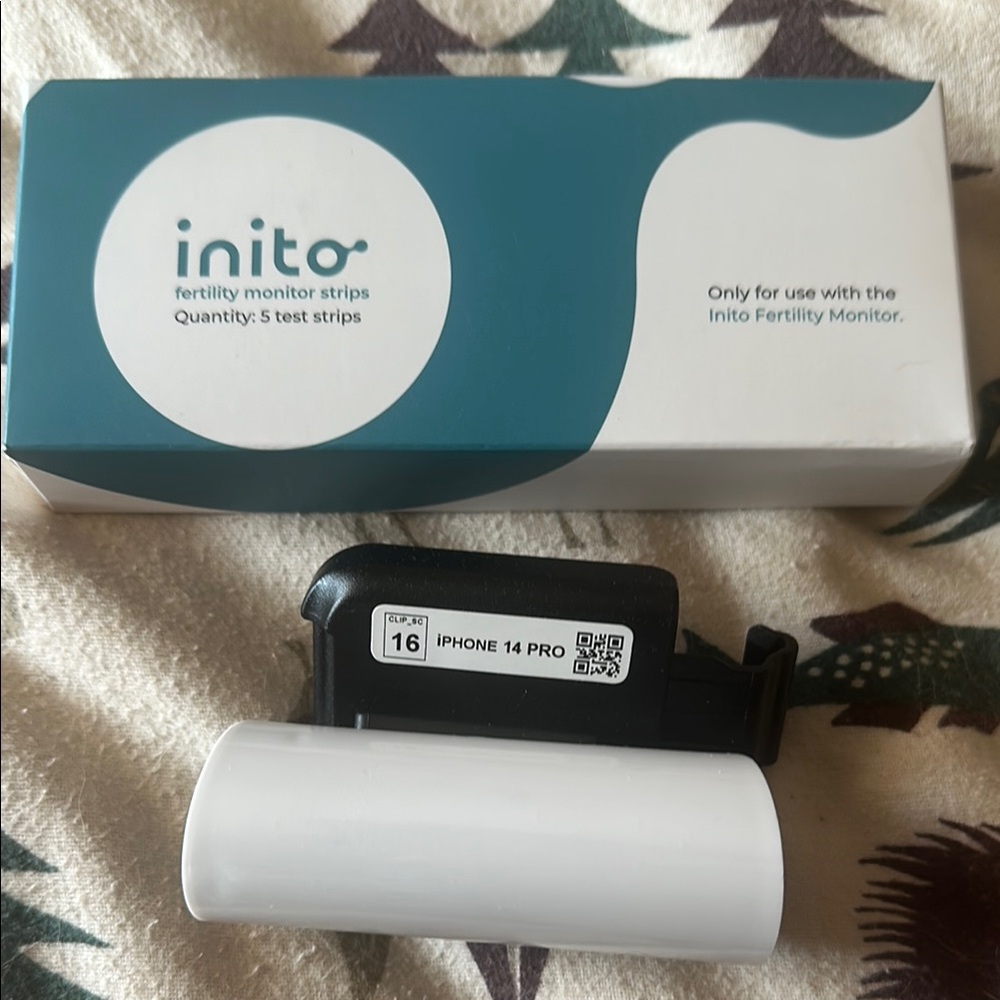 inito
fertility monitor strips
Quantity: 5 test strips
Only for use with the
Inito Fertility Monitor.
CLIP_SC
16
iPHONE 14 PRO